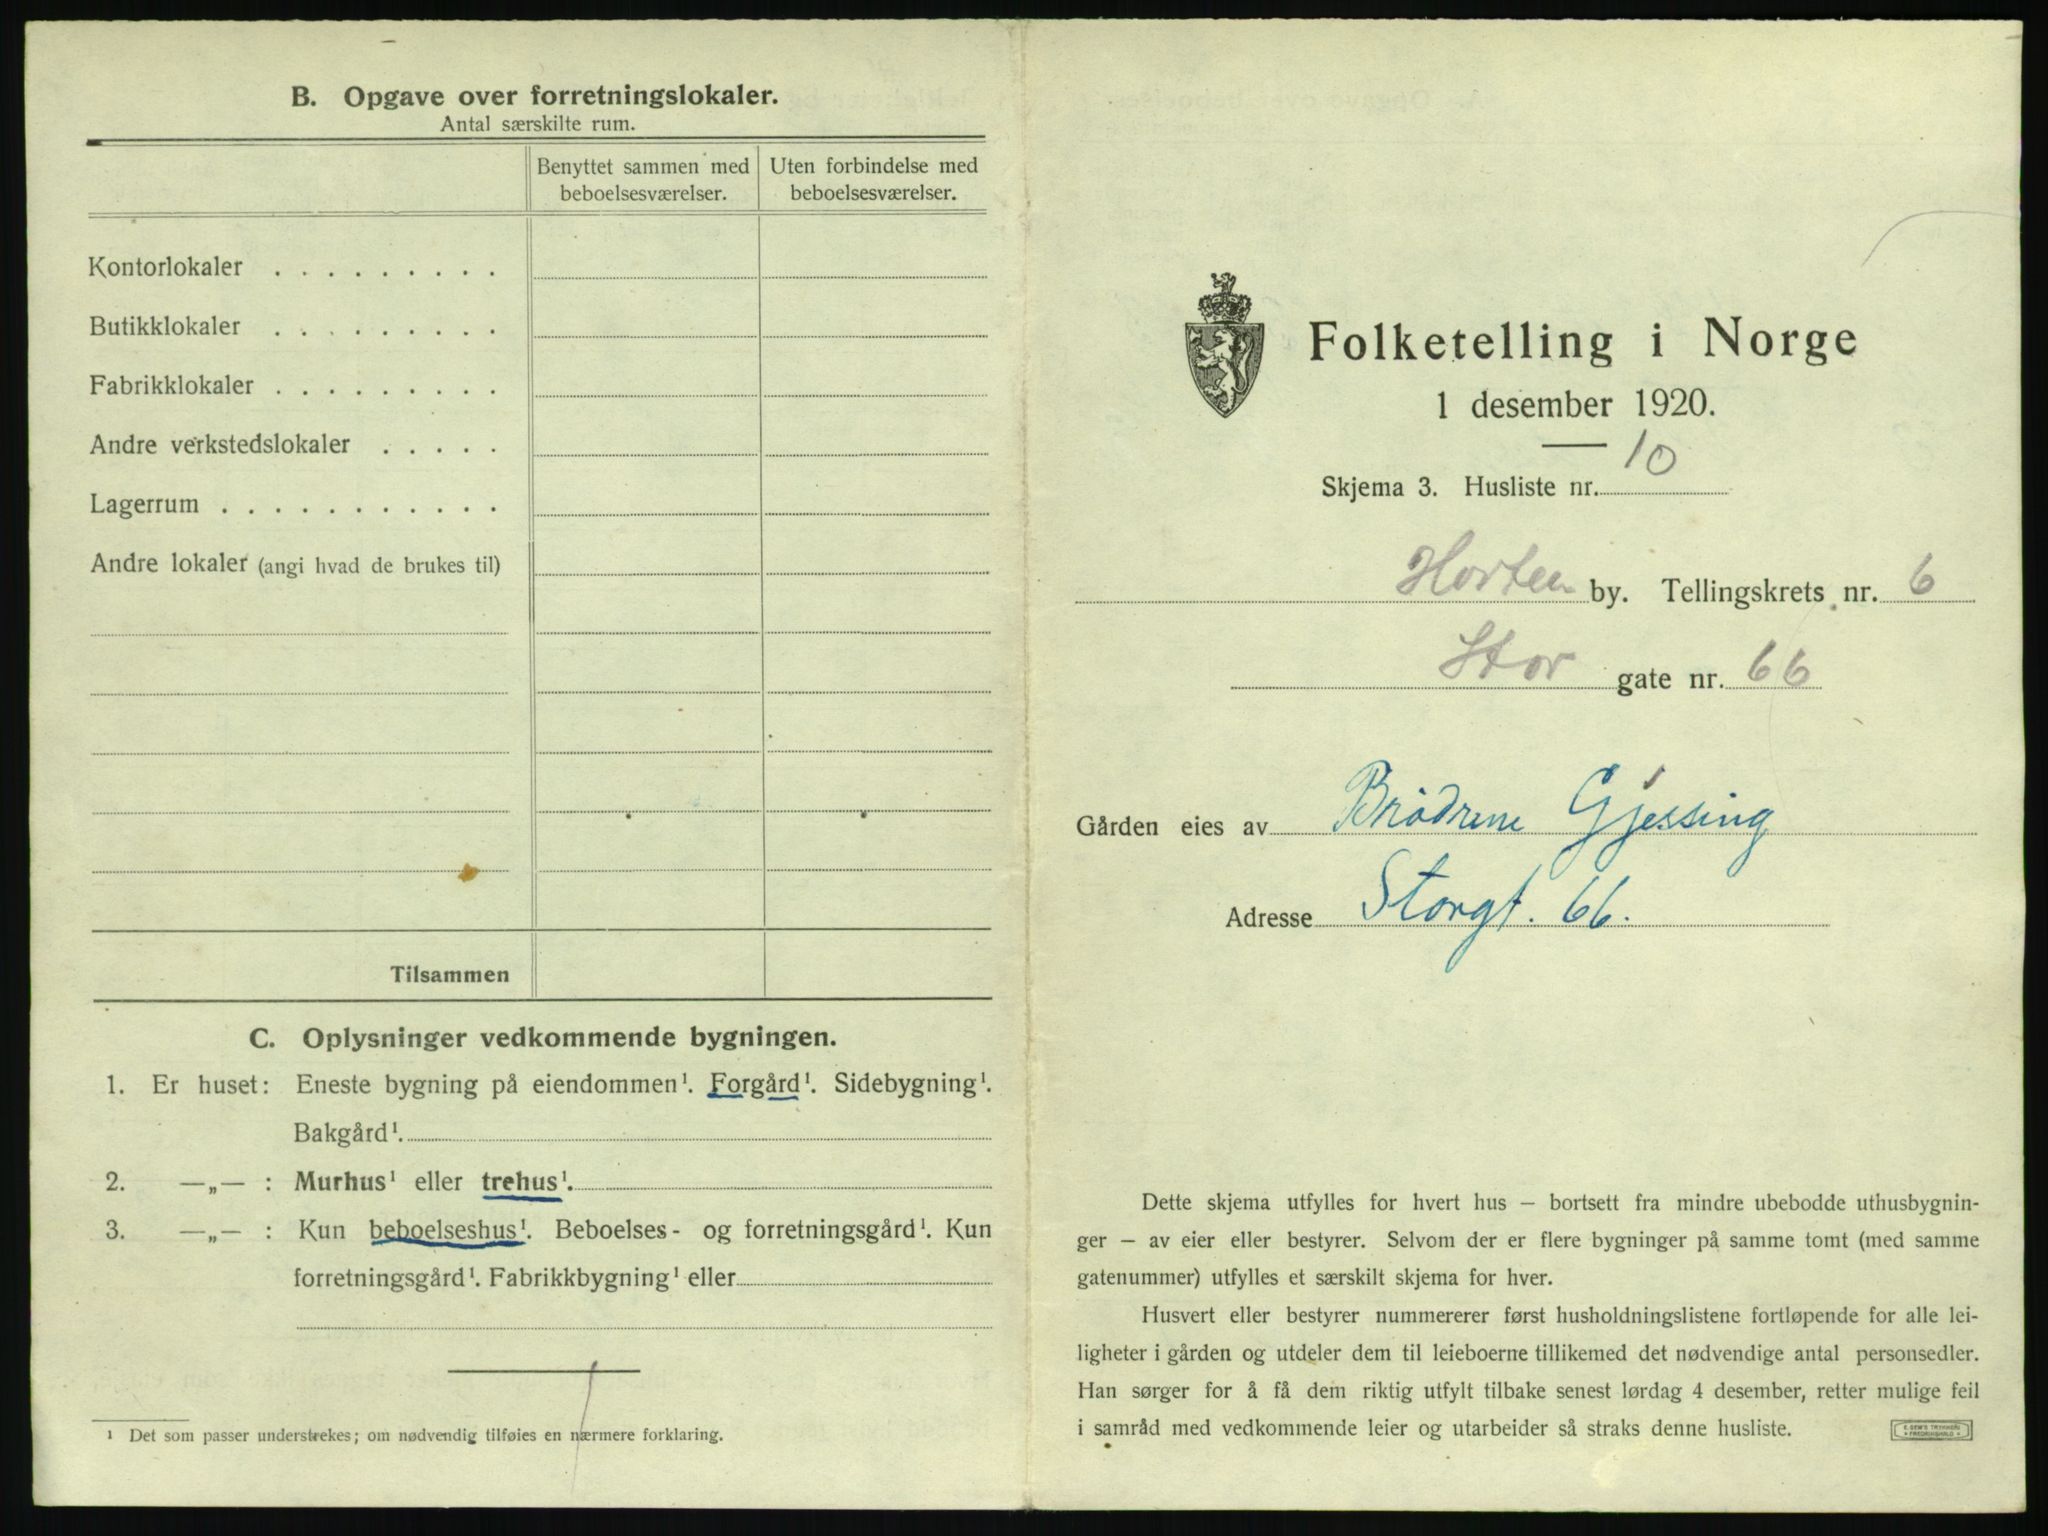 B. Opgave over forretningslokaler.
Antal særskilte rum.
Benyttet sammen med beboelsesværelser.
Uten forbindelse med beboelsesværelser.
Kontorlokaler . . . . . . . . .
Butikklokaler . . . . . . . . .
Fabrikklokaler . . . . . . . . .
Andre verkstedslokaler . . . . .
Lagerrum . . . . . . . . . . .
Andre lokaler (angi hvad de brukes til)
Tilsammen
C. Oplysninger vedkommende bygningen.
1. Er huset: Eneste bygning på eiendommen¹. Forgård¹. Sidebygning¹.
Bakgård¹.
2. —„— : Murhus¹ eller trehus¹.
3. —„— : Kun beboelseshus¹. Beboelses- og forretningsgård¹. Kun
forretningsgård¹. Fabrikkbygning¹ eller
¹ Det som passer understrekes; om nødvendig tilføies en nærmere forklaring.
Folketelling i Norge
1 desember 1920.
Skjema 3. Husliste nr. 10
Horten by. Tellingskrets nr. 6
Stor gate nr. 66
Gården eies av Brødrene Gjessing
Adresse Storgt. 66.
Dette skjema utfylles for hvert hus — bortsett fra mindre ubebodde uthusbygnin-
ger — av eier eller bestyrer. Selvom der er flere bygninger på samme tomt (med samme
gatenummer) utfylles et særskilt skjema for hver.
Husvert eller bestyrer nummererer først husholdningslistene fortløpende for alle lei-
ligheter i gården og utdeler dem til leieboerne tillikemed det nødvendige antal personsedler.
Han sørger for å få dem riktig utfylt tilbake senest lørdag 4 desember, retter mulige feil
i samråd med vedkommende leier og utarbeider så straks denne husliste.
E. SEM'S TRYKKERI
FREDRIKSHALD